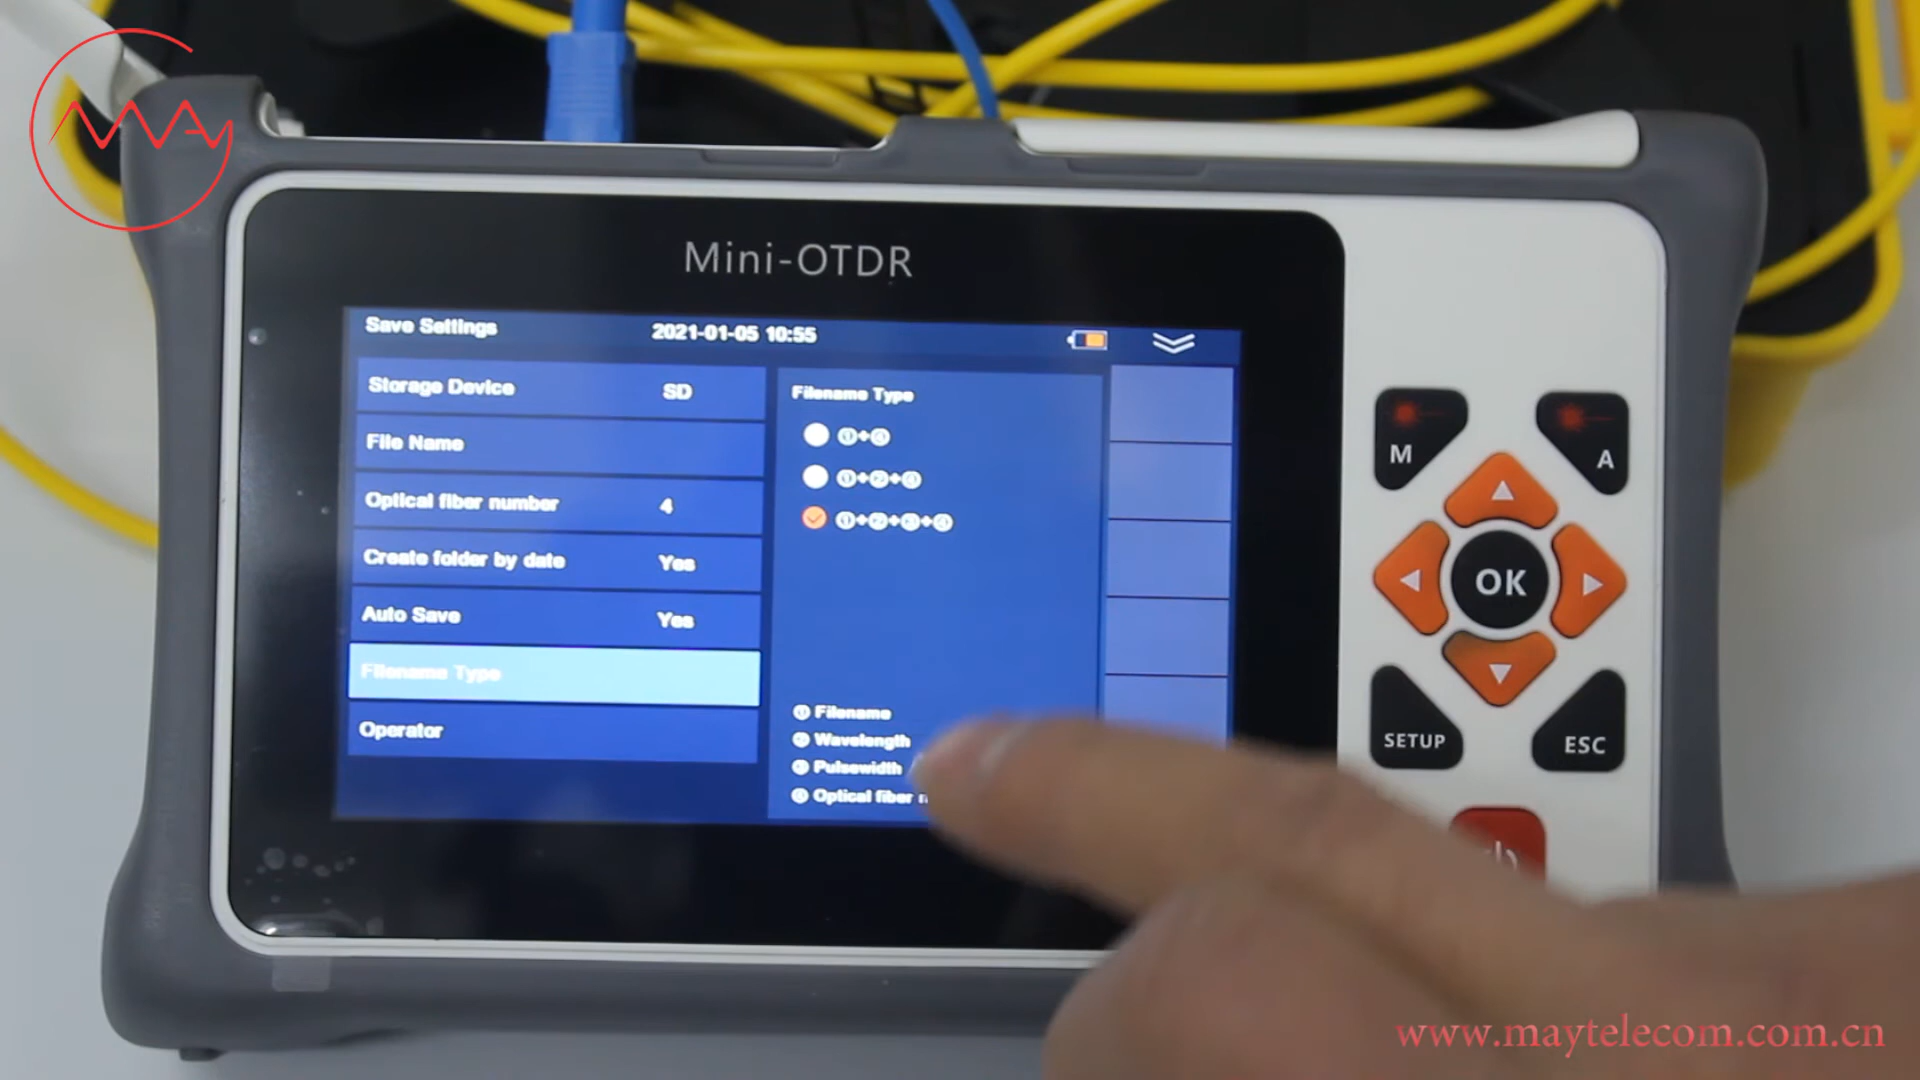 MAY
Mini-OTDR
Save Settings 2021-01-05 10:55
Storage Device SD
File Name
Optical fiber number 4
Create folder by date Yes
Auto Save Yes
Filename Type
Operator
Filename Type
①+④
①+②+④
①+②+③+④
① Filename
② Wavelength
③ Pulsewidth
④ Optical fiber
M
A
OK
SETUP
ESC
www.maytelecom.com.cn